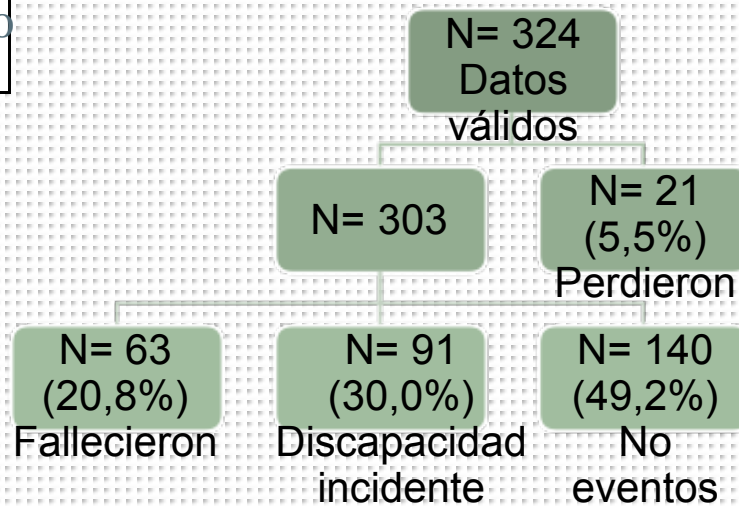 N= 324
Datos
válidos
N= 303
N= 21
(5,5%)
Perdieron
N= 63
(20,8%)
Fallecieron
N= 91
(30,0%)
Discapacidad
incidente
N= 140
(49,2%)
No
eventos